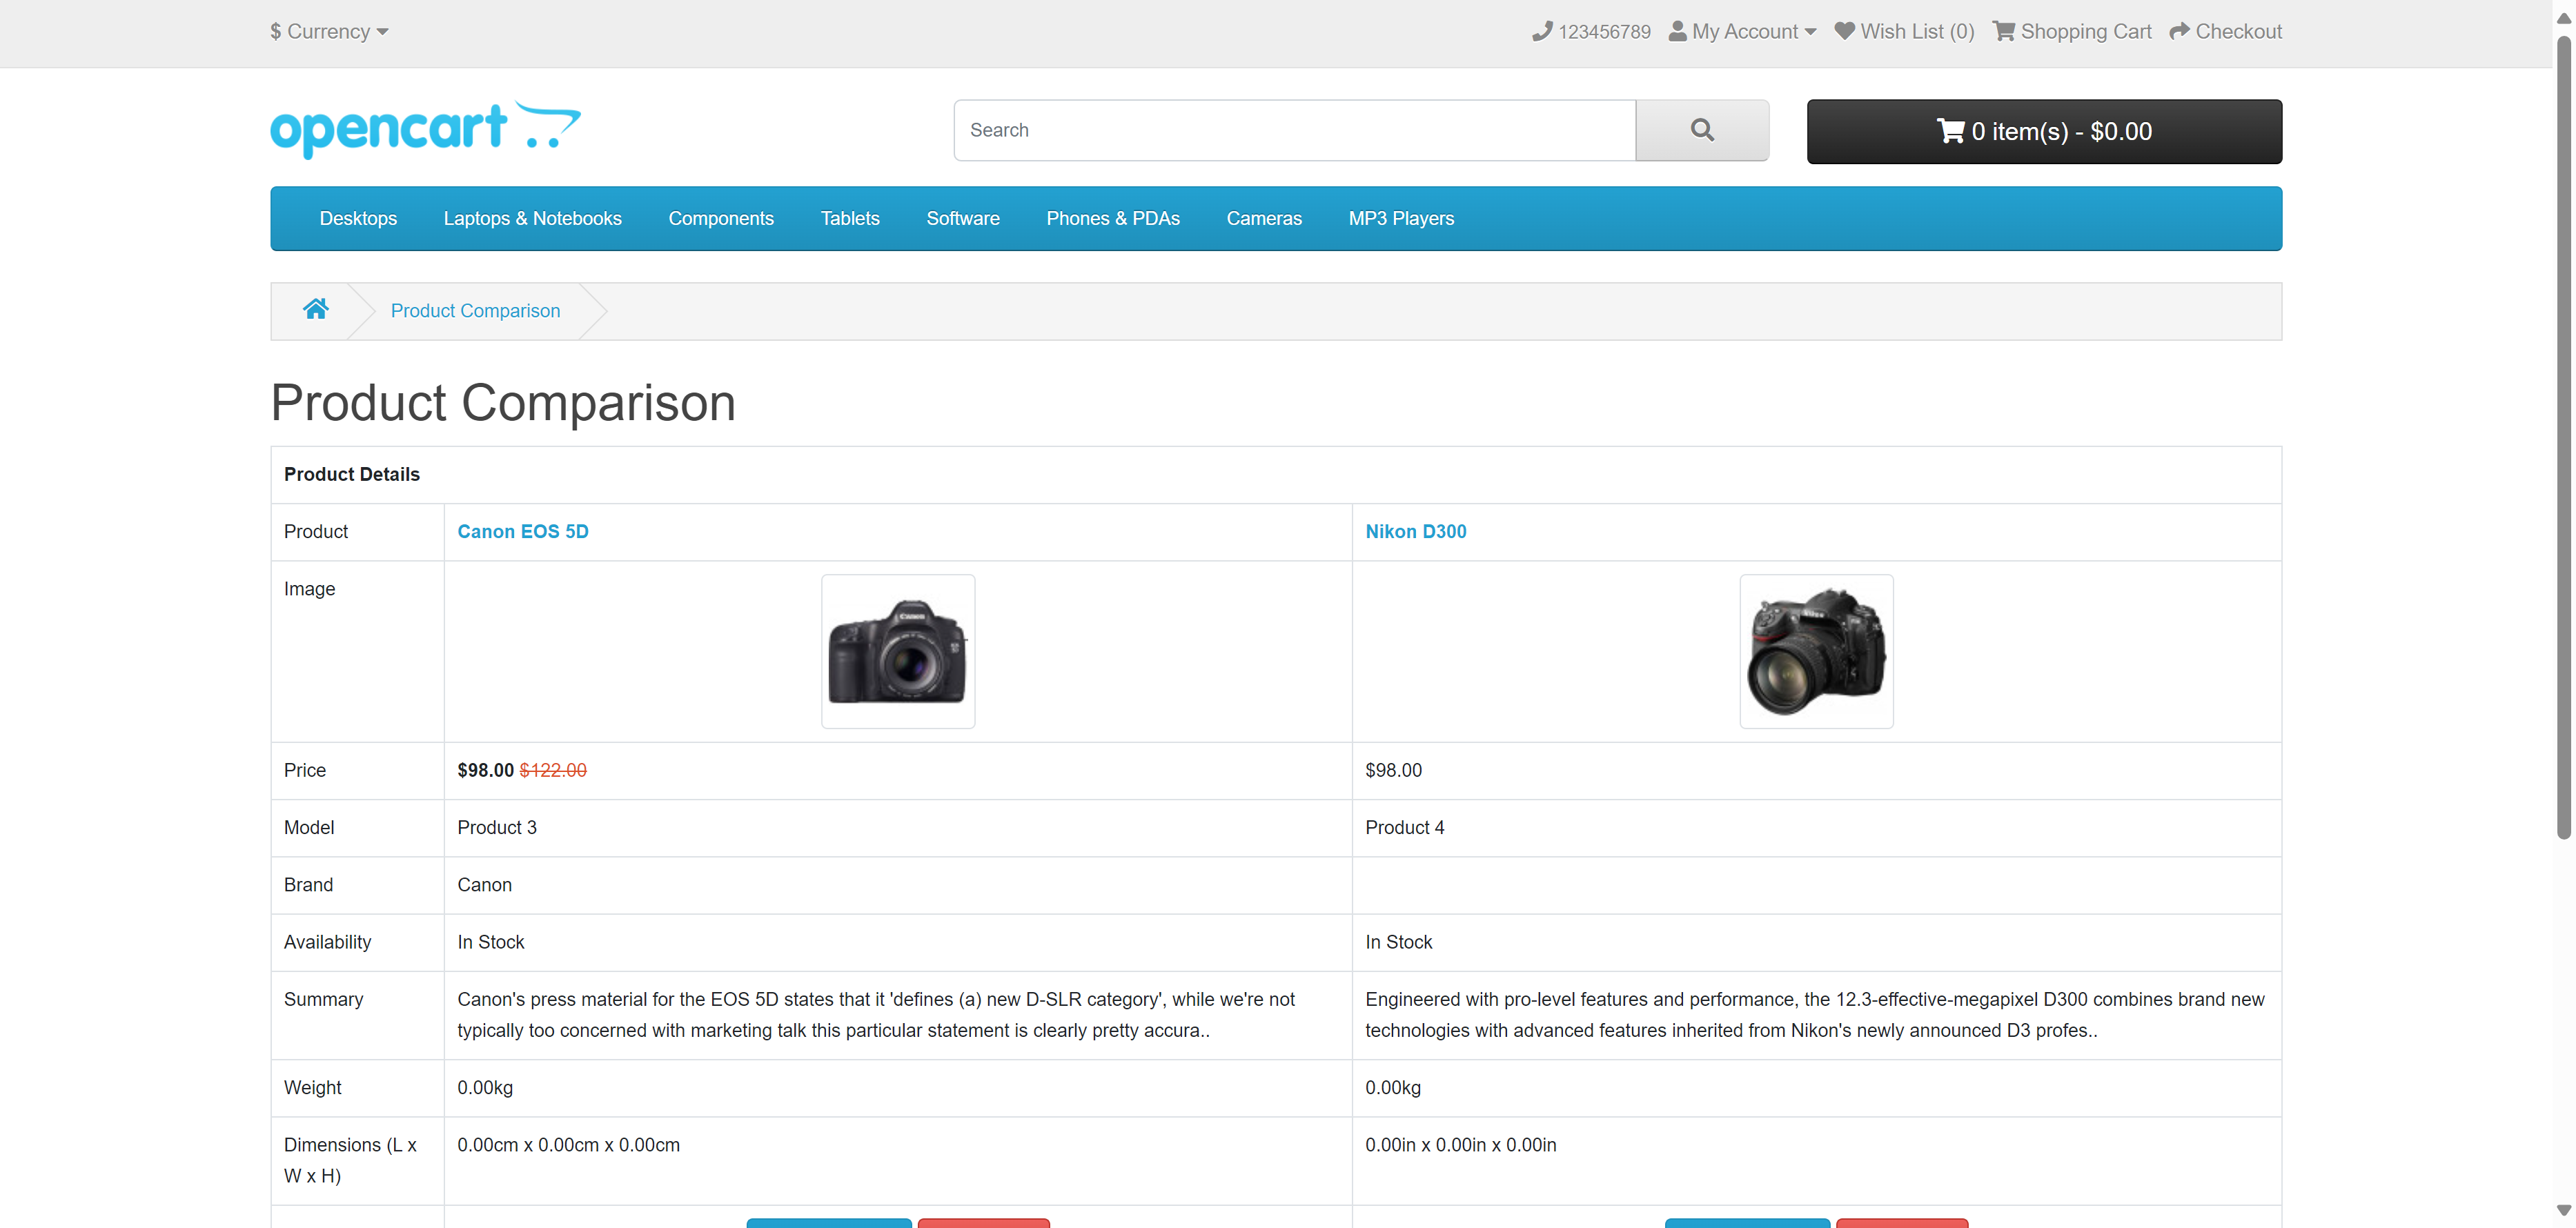 $ Currency
123456789 My Account Wish List (0) Shopping Cart Checkout
opencart
Search
0 item(s) - $0.00
Desktops Laptops & Notebooks Components Tablets Software Phones & PDAs Cameras MP3 Players
Product Comparison
Product Comparison
Product Details
Product Canon EOS 5D Nikon D300
Image
Canon
Nikon
Price $98.00 $122.00 $98.00
Model Product 3 Product 4
Brand Canon
Availability In Stock In Stock
Summary
Canon's press material for the EOS 5D states that it 'defines (a) new D-SLR category', while we're not
typically too concerned with marketing talk this particular statement is clearly pretty accura..
Engineered with pro-level features and performance, the 12.3-effective-megapixel D300 combines brand new
technologies with advanced features inherited from Nikon's newly announced D3 profes..
Weight 0.00kg 0.00kg
Dimensions (L x
W x H)
0.00cm x 0.00cm x 0.00cm
0.00in x 0.00in x 0.00in